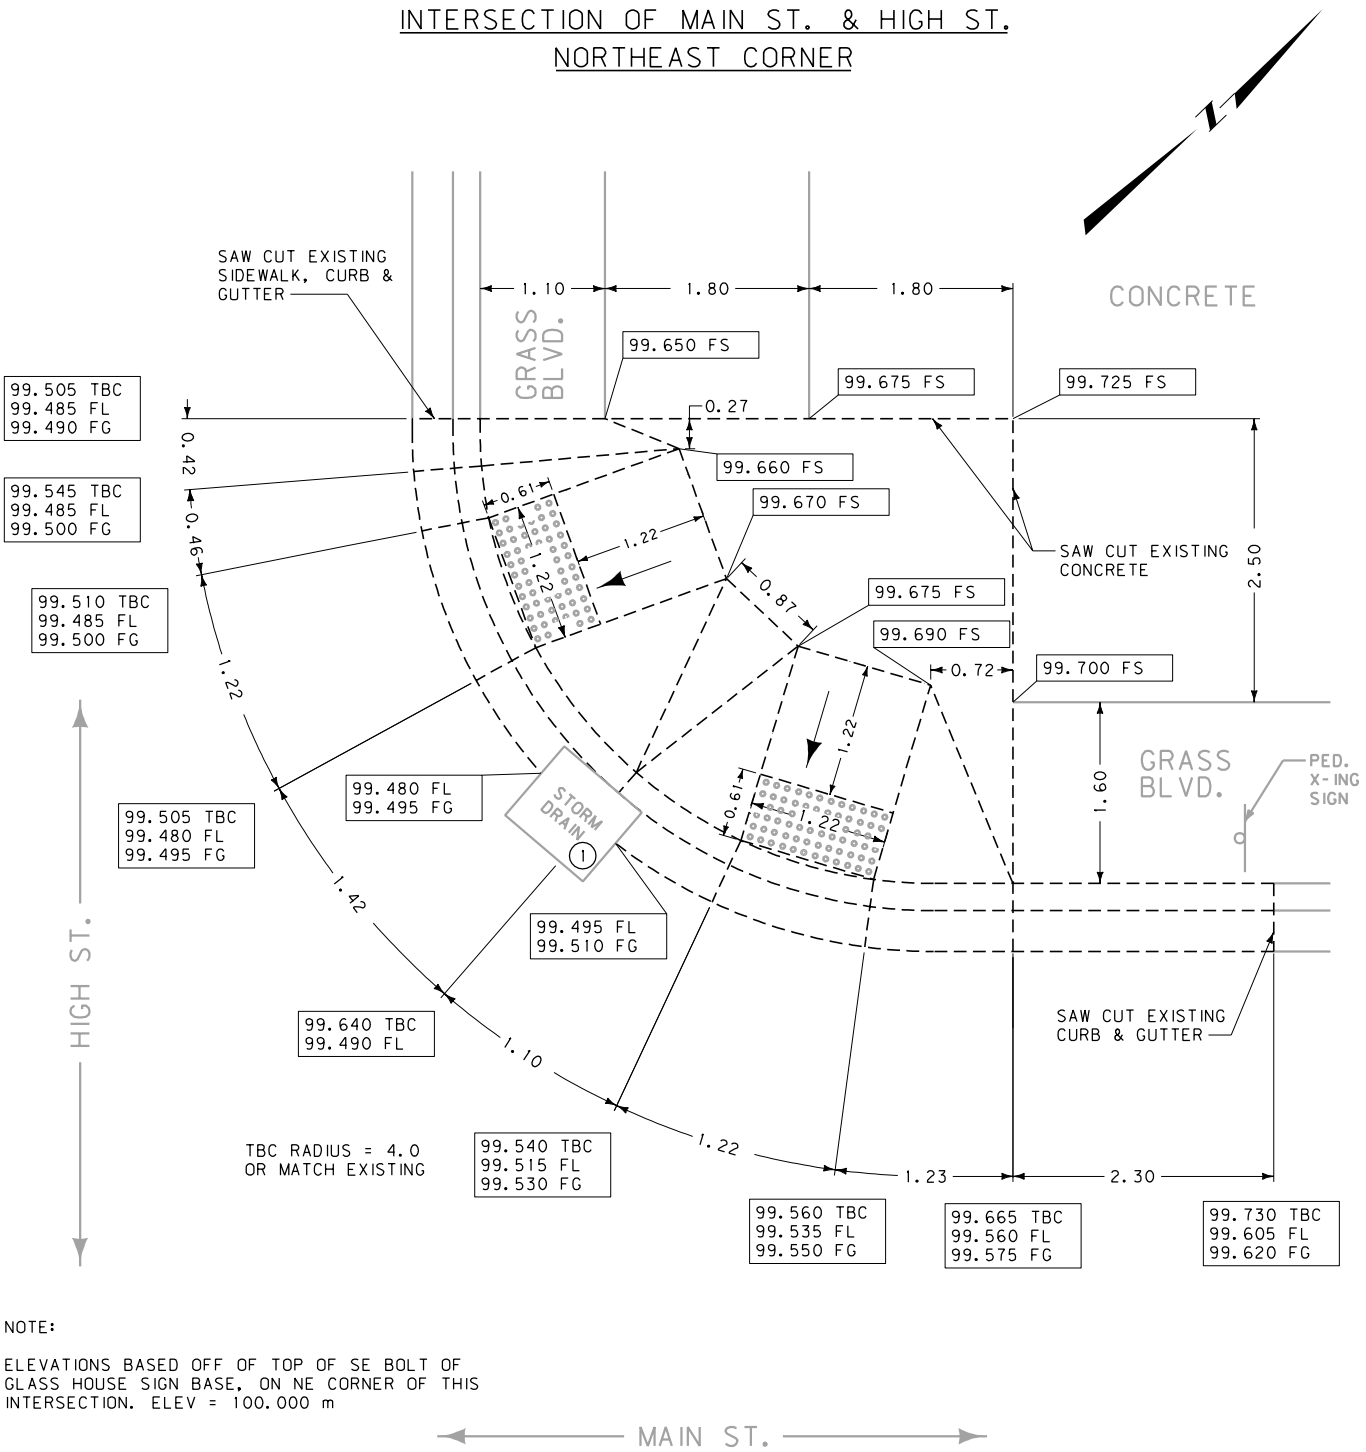 INTERSECTION OF MAIN ST. & HIGH ST.
NORTHEAST CORNER
N
SAW CUT EXISTING
SIDEWALK, CURB &
GUTTER
1.10
1.80
1.80
CONCRETE
GRASS
BLVD.
99.650 FS
99.675 FS
99.725 FS
99.505 TBC
99.485 FL
99.490 FG
0.42
0.27
99.660 FS
99.545 TBC
99.485 FL
99.500 FG
0.46
0.61
1.22
1.22
99.670 FS
SAW CUT EXISTING
CONCRETE
2.50
99.510 TBC
99.485 FL
99.500 FG
1.22
0.87
99.675 FS
99.690 FS
0.72
99.700 FS
1.22
0.61
1.22
1.60
GRASS
BLVD.
PED.
X-ING
SIGN
99.480 FL
99.495 FG
STORM
DRAIN
1
99.505 TBC
99.480 FL
99.495 FG
1.42
99.495 FL
99.510 FG
HIGH ST.
99.640 TBC
99.490 FL
1.10
SAW CUT EXISTING
CURB & GUTTER
TBC RADIUS = 4.0
OR MATCH EXISTING
99.540 TBC
99.515 FL
99.530 FG
1.22
1.23
2.30
99.560 TBC
99.535 FL
99.550 FG
99.665 TBC
99.560 FL
99.575 FG
99.730 TBC
99.605 FL
99.620 FG
NOTE:
ELEVATIONS BASED OFF OF TOP OF SE BOLT OF
GLASS HOUSE SIGN BASE, ON NE CORNER OF THIS
INTERSECTION. ELEV = 100.000 m
MAIN ST.